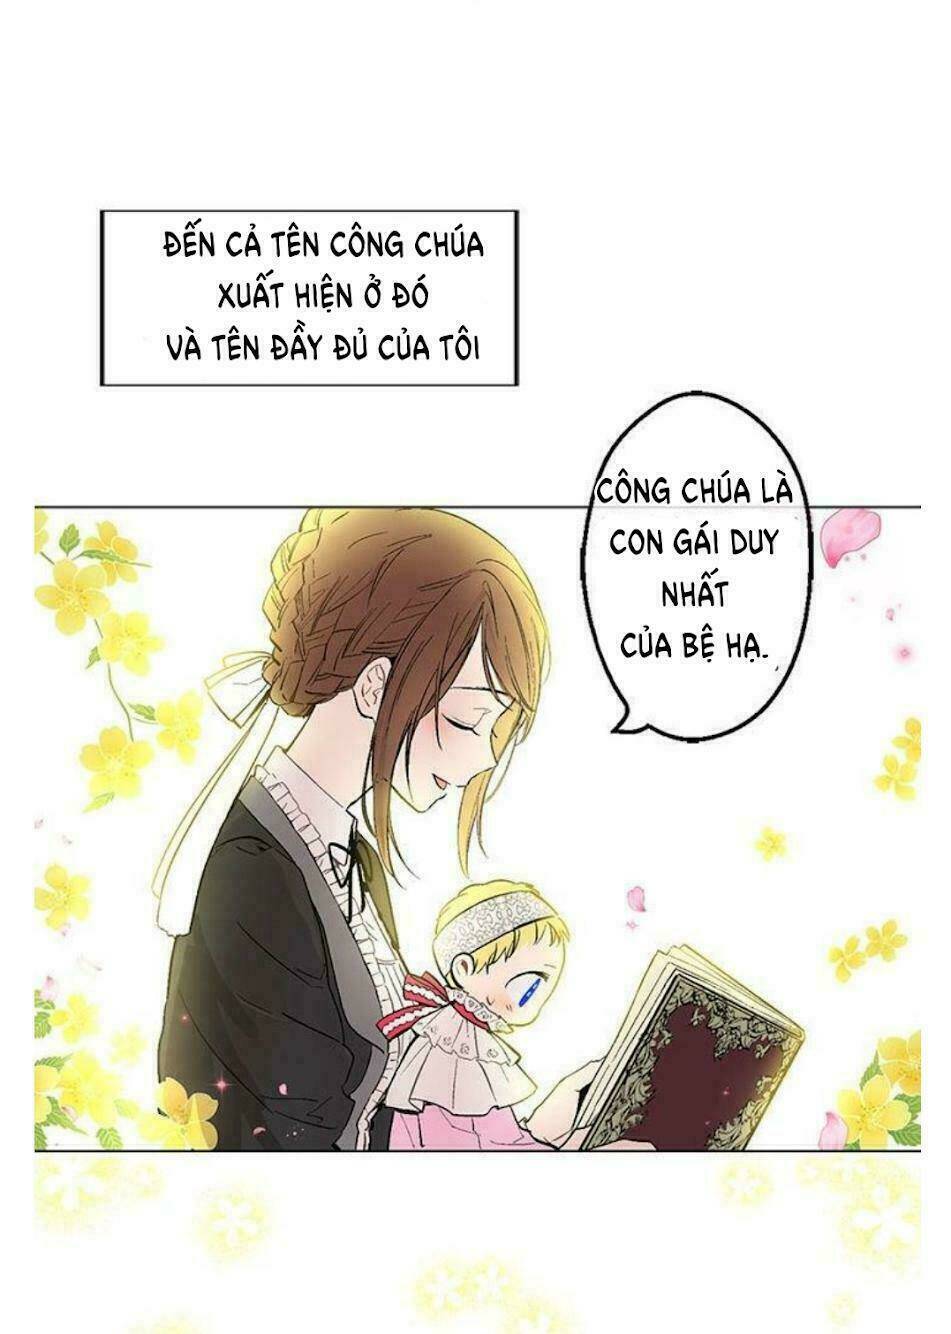 ĐẾN CẢ TÊN CÔNG CHÚA
XUẤT HIỆN Ở ĐÓ
VÀ TÊN ĐẦY ĐỦ CỦA TÔI
CÔNG CHÚA LÀ
CON GÁI DUY
NHẤT
CỦA BỆ HẠ.